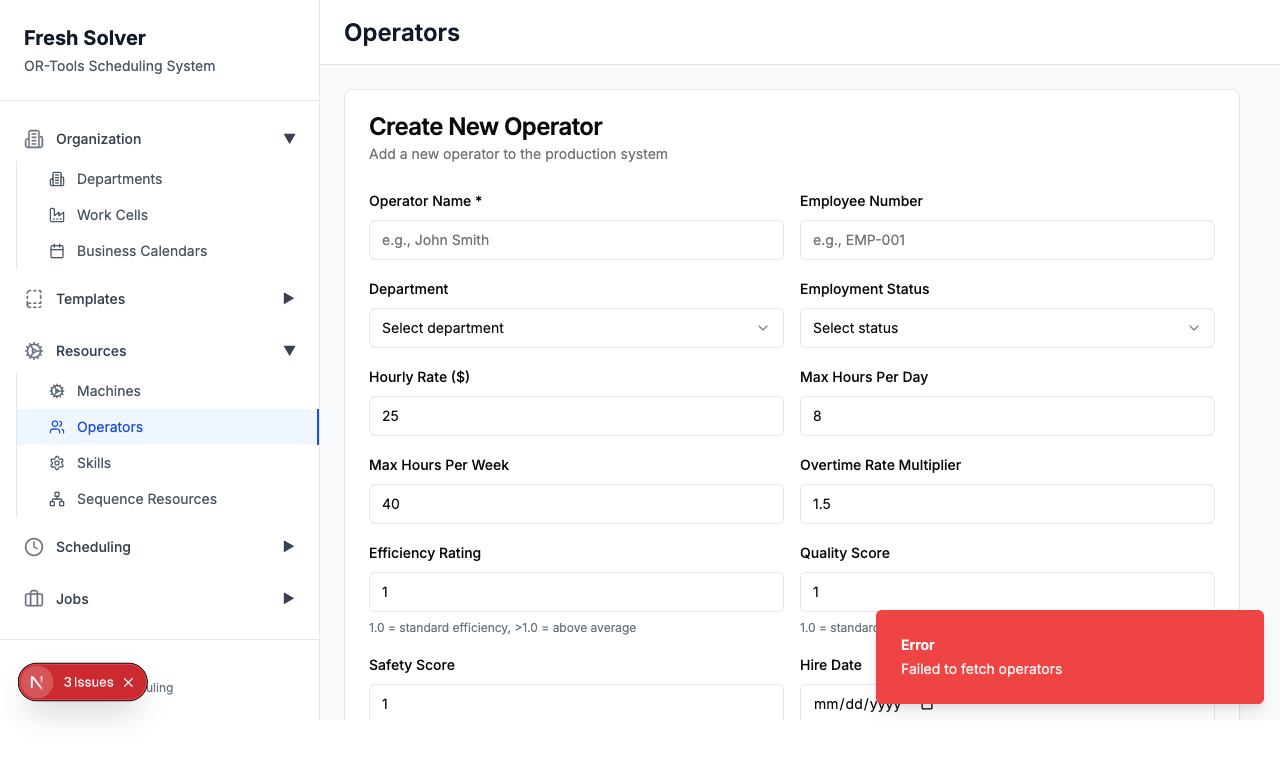 Fresh Solver
OR-Tools Scheduling System
Organization
Departments
Work Cells
Business Calendars
Templates
Resources
Machines
Operators
Skills
Sequence Resources
Scheduling
Jobs
N 3 Issues
uling
Operators
Create New Operator
Add a new operator to the production system
Operator Name *
Employee Number
e.g., John Smith
e.g., EMP-001
Department
Employment Status
Select department
Select status
Hourly Rate ($)
Max Hours Per Day
25
8
Max Hours Per Week
Overtime Rate Multiplier
40
1.5
Efficiency Rating
Quality Score
1
1
1.0 = standard efficiency, >1.0 = above average
1.0 = standar
Safety Score
Hire Date
1
mm/dd/yyyy
Error
Failed to fetch operators